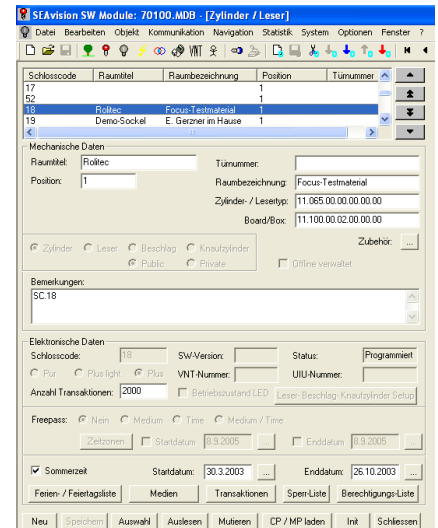 SEAvision SW Module: 70100.MDB - [Zylinder / Leser]
Datei Bearbeiten Objekt Kommunikation Navigation Statistik System Optionen Fenster ?
VNT
Schlosscode Raumtitel Raumbezeichnung Position Türnummer
17 1
52 1
18 Rolitec Focus-Testmaterial 1
19 Demo-Sockel E. Gerzner im Hause 1
Mechanische Daten
Raumtitel: Rolitec Türnummer:
Position: 1 Raumbezeichnung: Focus-Testmaterial
Zylinder- / Lesertyp: 11.065.00.00.00.00.00
Board/Box: 11.100.00.02.00.00.00
Zubehör: ...
Zylinder Leser Beschlag Knaufzylinder
Public Private Offline verwaltet
Bemerkungen:
SC.18
Elektronische Daten
Schlosscode: 18 SW-Version: Status: Programmiert
Pur Plus light Plus VNT-Nummer: UIU-Nummer:
Anzahl Transaktionen: 2000 Betriebszustand LED Leser- Beschlag- Knaufzylinder Setup
Freepass: Nein Medium Time Medium / Time
Zeitzonen Startdatum 8.9.2005 ... Enddatum 8.9.2005 ...
Sommerzeit Startdatum: 30.3.2003 ... Enddatum: 26.10.2003 ...
Ferien- / Feiertagsliste Medien Transaktionen Sperr-Liste Berechtigungs-Liste
Neu Speichern Auswahl Auslesen Mutieren CP / MP laden Init Schliessen